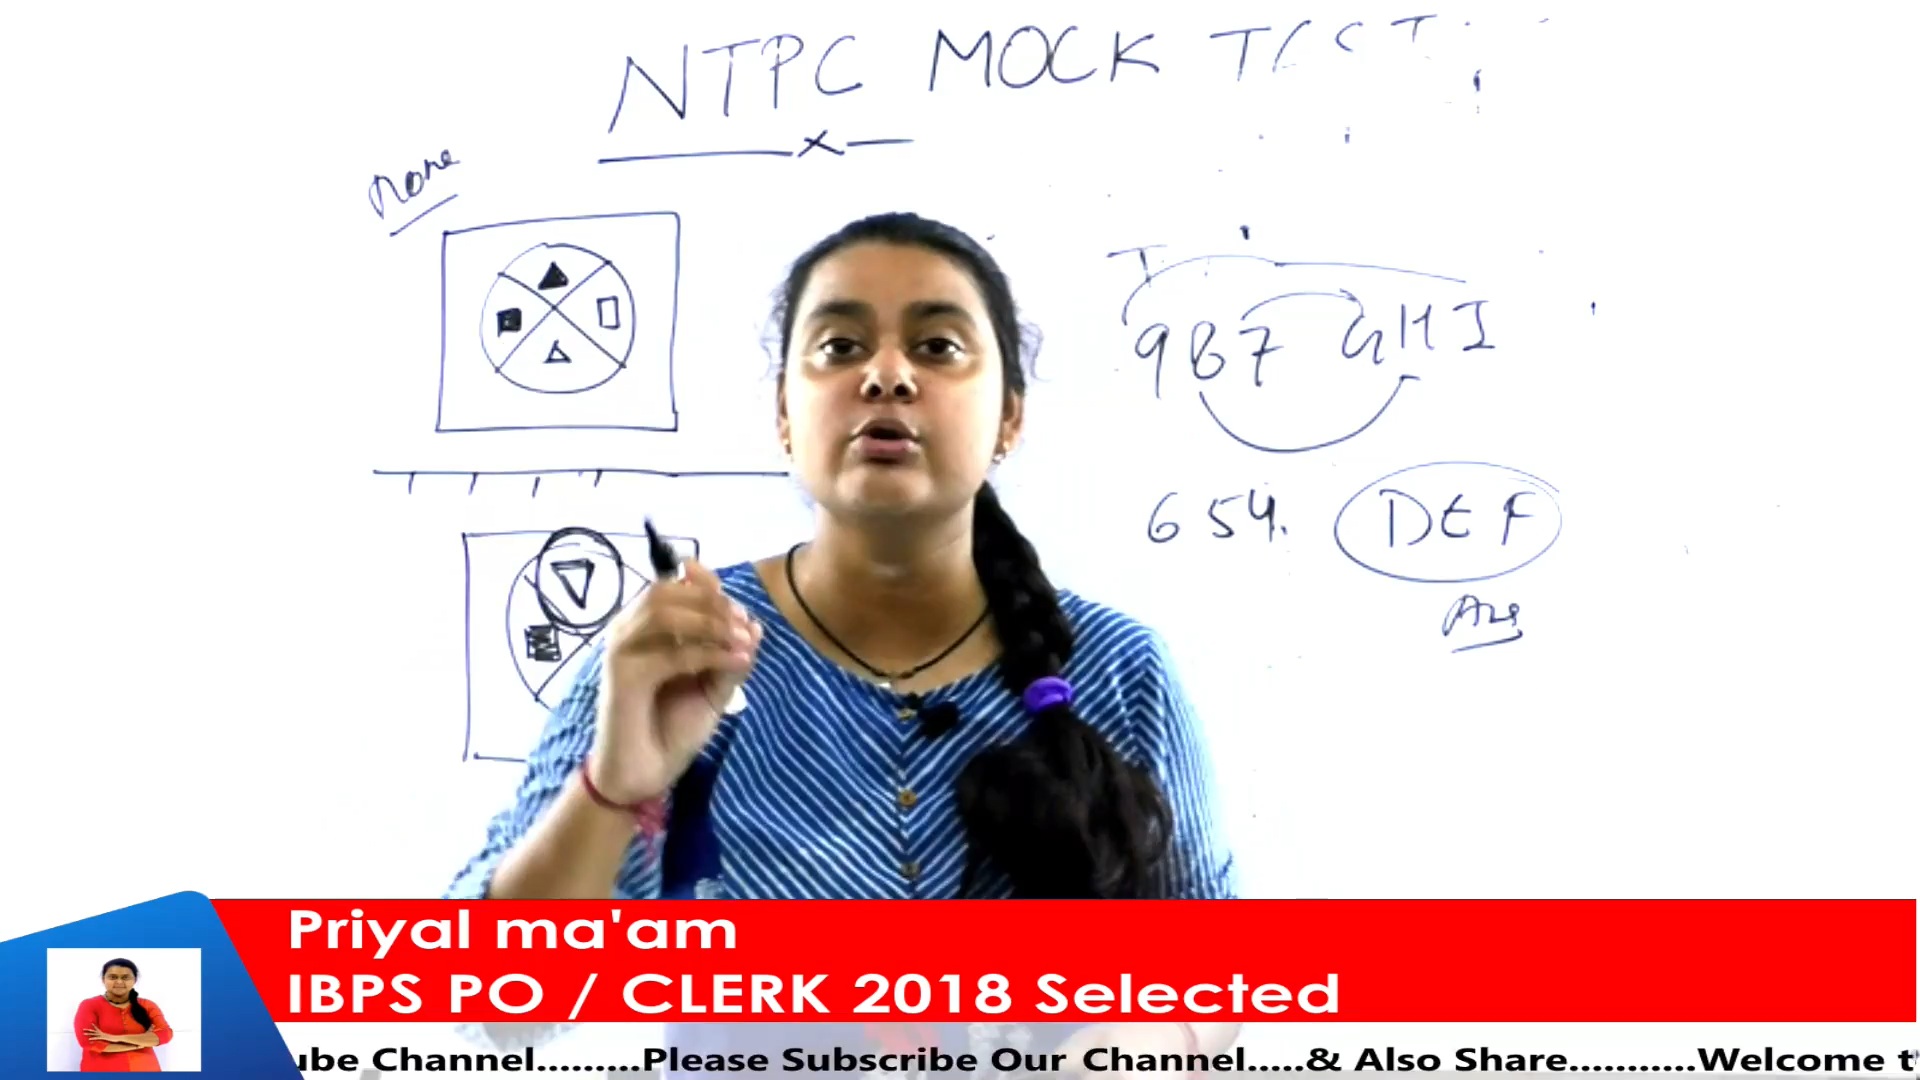 NTPC MOCK TEST
None
987 GHI
654. DEF
Ans
Priyal ma'am
IBPS PO / CLERK 2018 Selected
ube Channel.........Please Subscribe Our Channel.....& Also Share...........Welcome t